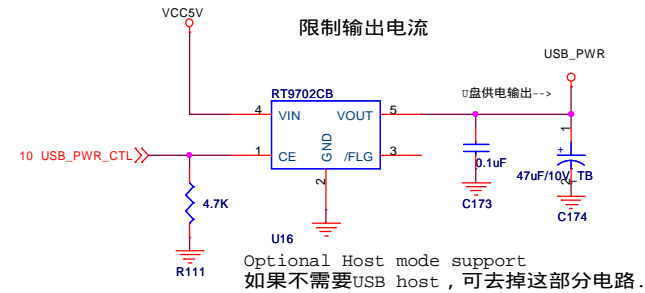 VCC5V
限制输出电流
USB_PWR
RT9702CB
U盘供电输出-->
4 VIN VOUT 5
10 USB_PWR_CTL 1 CE GND /FLG 3
2
0.1uF
1
+
47uF/10V_TB
2
4.7K
C173
C174
U16
R111
Optional Host mode support
如果不需要USB host，可去掉这部分电路.